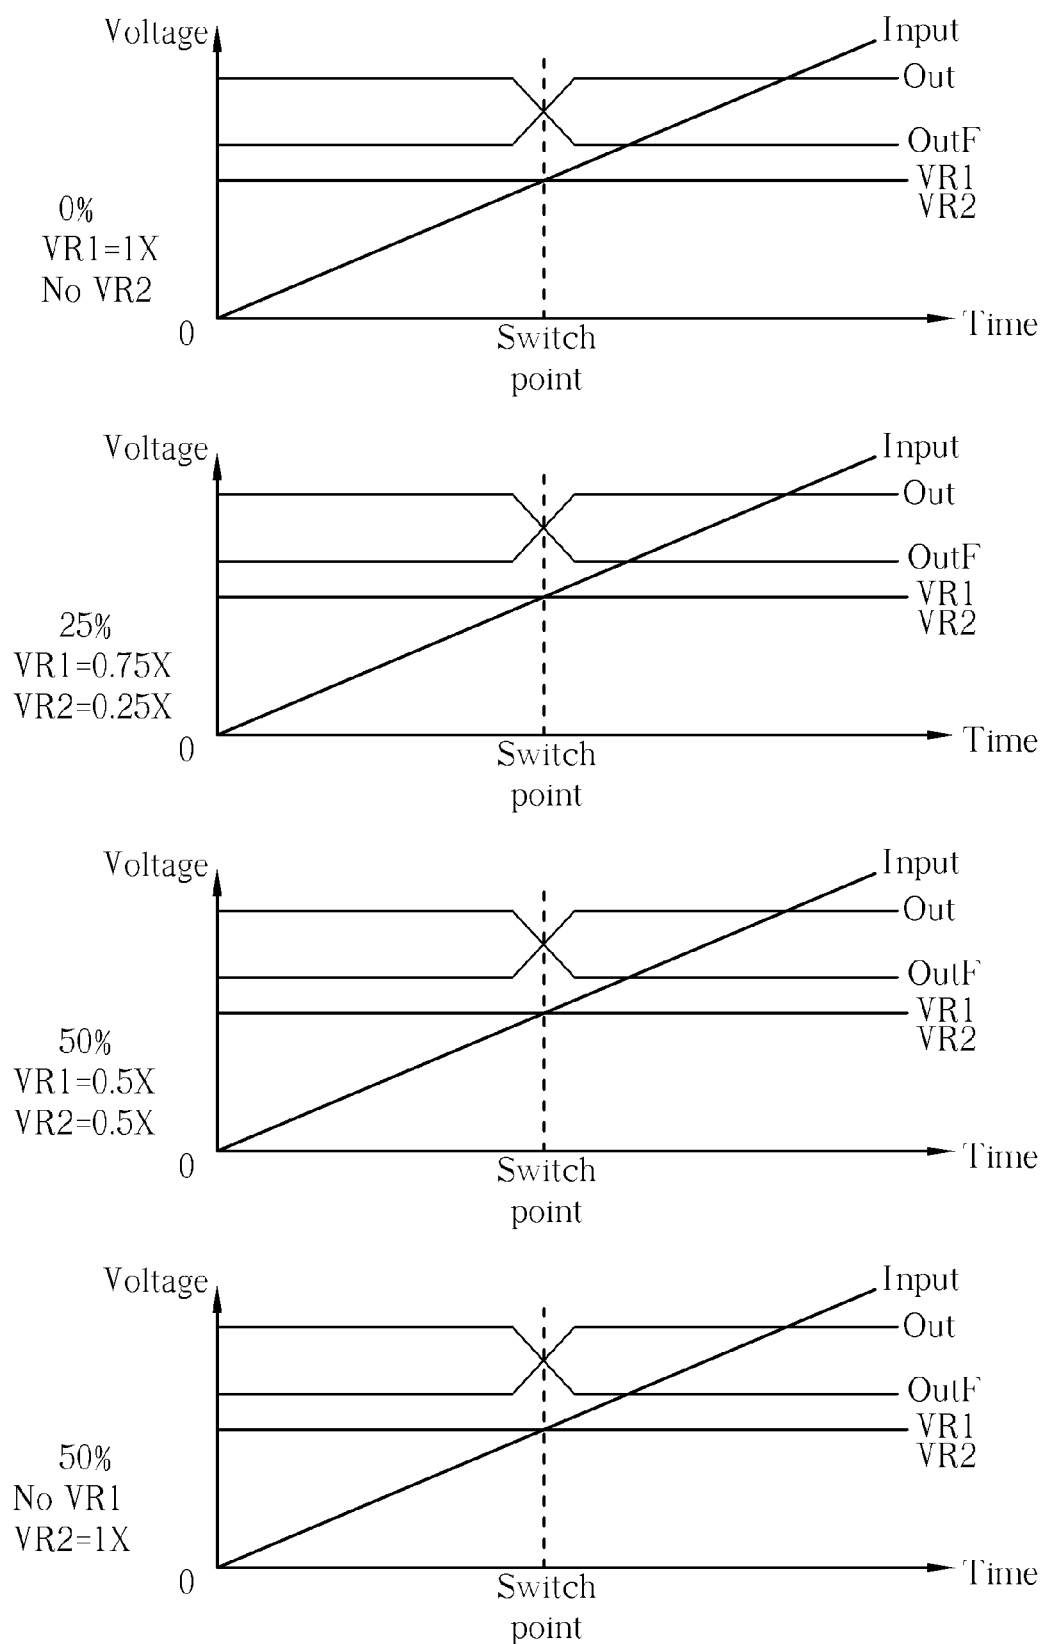 Voltage
Input
Out
OutF
VR1
VR2
0%
VR1=1X
No VR2
0
Time
Switch
point
Voltage
Input
Out
OutF
VR1
VR2
25%
VR1=0.75X
VR2=0.25X
0
Time
Switch
point
Voltage
Input
Out
OutF
VR1
VR2
50%
VR1=0.5X
VR2=0.5X
0
Time
Switch
point
Voltage
Input
Out
OutF
VR1
VR2
50%
No VR1
VR2=1X
0
Time
Switch
point